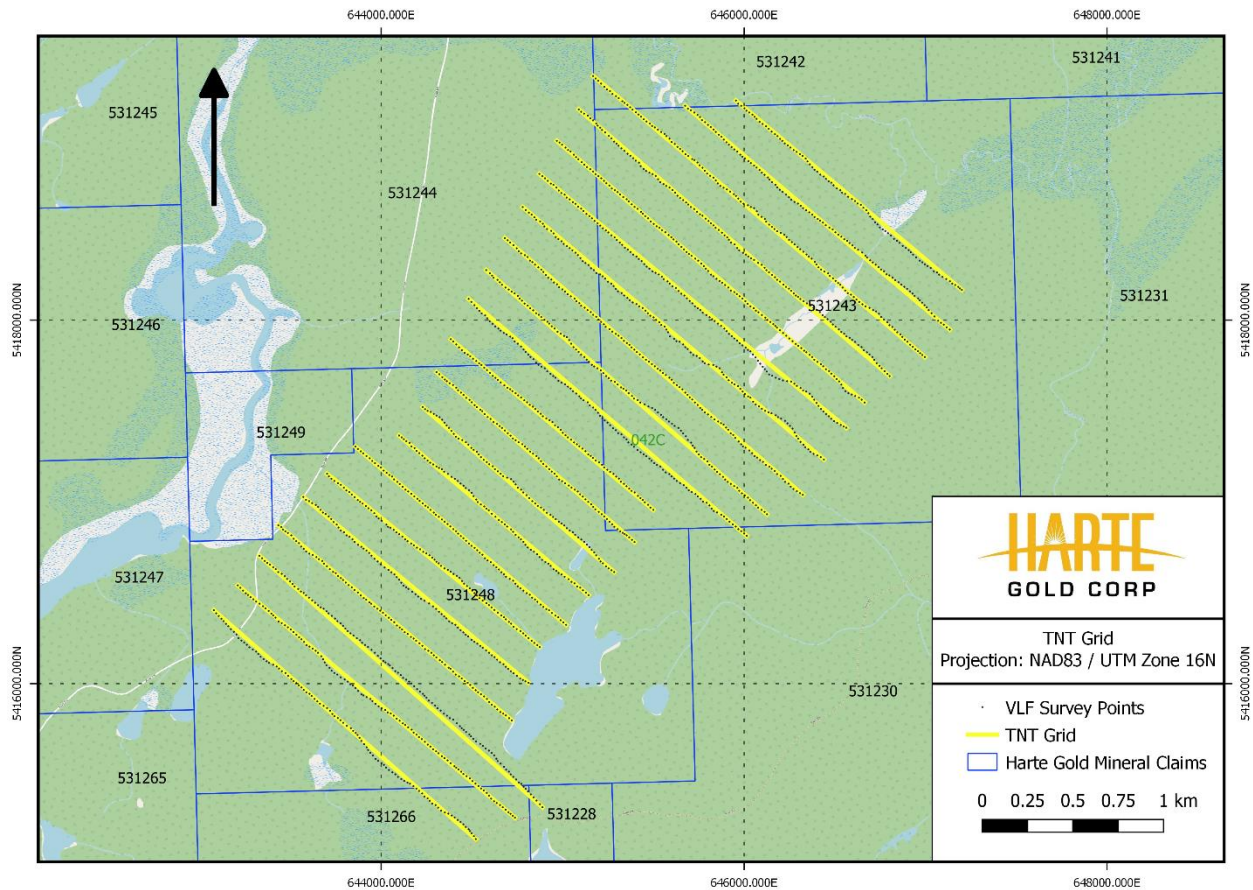 644000.000E
646000.000E
648000.000E
531242
531241
531245
531244
531243
531231
531246
5418000.000N
5418000.000N
531249
042C
HARTE
GOLD CORP
531247
531248
TNT Grid
Projection: NAD83 / UTM Zone 16N
5416000.000N
5416000.000N
531230
VLF Survey Points
TNT Grid
Harte Gold Mineral Claims
531265
531266
531228
0 0.25 0.5 0.75 1 km
644000.000E
646000.000E
648000.000E